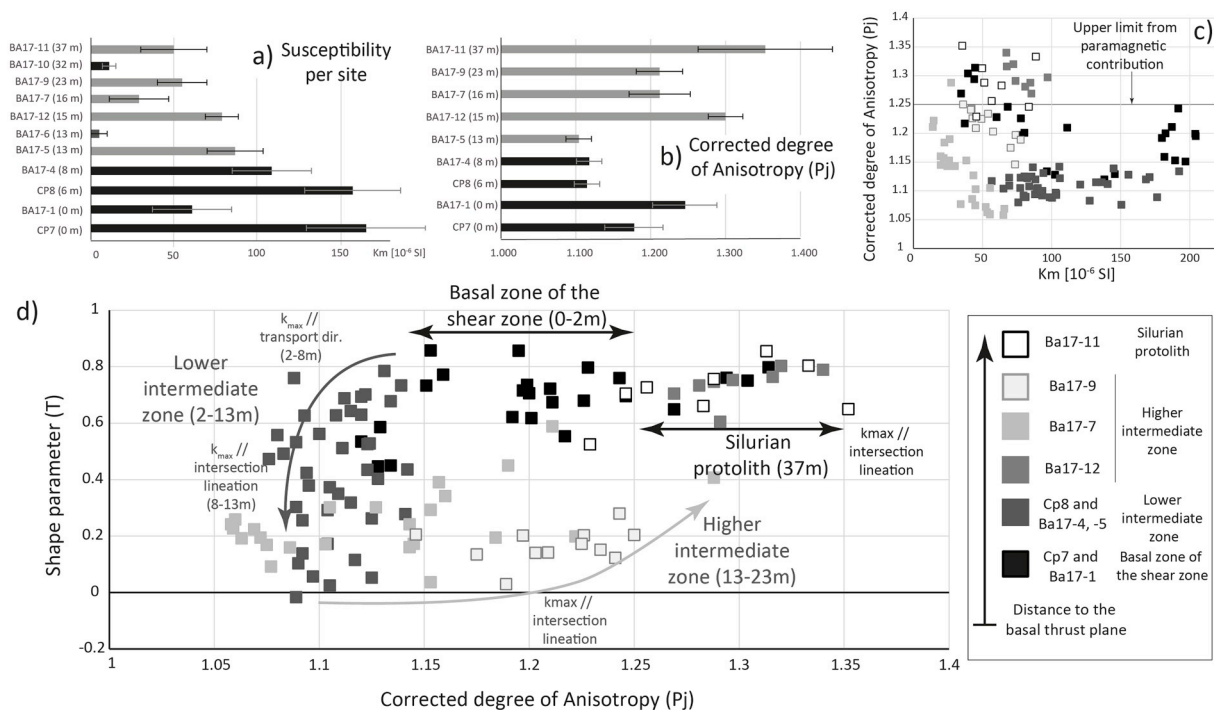 BA17-11 (37 m)
BA17-10 (32 m)
BA17-9 (23 m)
BA17-7 (16 m)
BA17-12 (15 m)
BA17-6 (13 m)
BA17-5 (13 m)
BA17-4 (8 m)
CP8 (6 m)
BA17-1 (0 m)
CP7 (0 m)
a) Susceptibility
per site
0
50
100
150
Km [10⁻⁶ SI]
BA17-11 (37 m)
BA17-9 (23 m)
BA17-7 (16 m)
BA17-12 (15 m)
BA17-5 (13 m)
BA17-4 (8 m)
CP8 (6 m)
BA17-1 (0 m)
CP7 (0 m)
b) Corrected degree
of Anisotropy (Pj)
1.000
1.100
1.200
1.300
1.400
Corrected degree of Anisotropy (Pj)
1.4
1.35
1.3
1.25
1.2
1.15
1.1
1.05
1
Upper limit from
paramagnetic
contribution
c)
0
50
100
150
200
Km [10⁻⁶ SI]
d)
Shape parameter (T)
1
0.8
0.6
0.4
0.2
0
-0.2
Basal zone of the
shear zone (0-2m)
kmax //
transport dir.
(2-8m)
Lower
intermediate
zone (2-13m)
kmax //
intersection
lineation
(8-13m)
Silurian
protolith (37m)
kmax //
intersection
lineation
Higher
intermediate
zone (13-23m)
kmax //
intersection
lineation
1
1.05
1.1
1.15
1.2
1.25
1.3
1.35
1.4
Corrected degree of Anisotropy (Pj)
Ba17-11
Silurian
protolith
Ba17-9
Ba17-7
Higher
intermediate
zone
Ba17-12
Cp8 and
Ba17-4, -5
Lower
intermediate
zone
Cp7 and
Ba17-1
Basal zone of
the shear zone
Distance to the
basal thrust plane